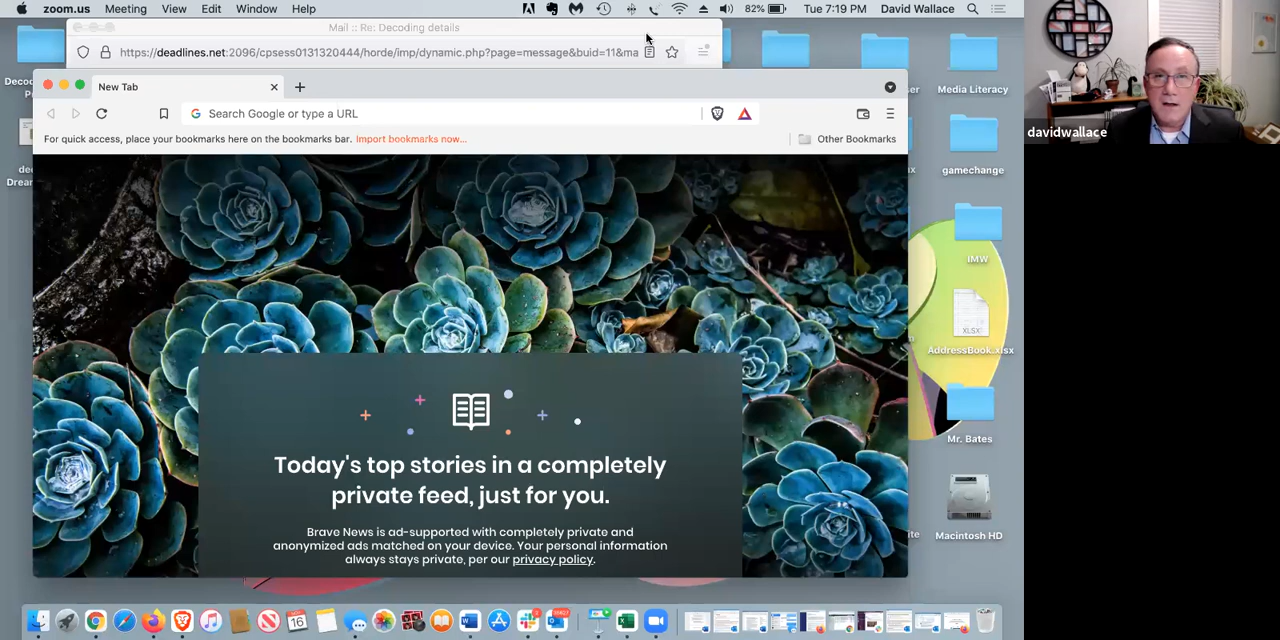 zoom.us Meeting View Edit Window Help
82% Tue 7:19 PM David Wallace
Mail :: Re: Decoding details
https://deadlines.net:2096/cpsess0131320444/horde/imp/dynamic.php?page=message&buid=11&ma
New Tab
Search Google or type a URL
For quick access, place your bookmarks here on the bookmarks bar. Import bookmarks now...
Other Bookmarks
Today's top stories in a completely
private feed, just for you.
Brave News is ad-supported with completely private and
anonymized ads matched on your device. Your personal information
always stays private, per our privacy policy.
Media Literacy
gamechange
IMW
XLSX
AddressBook.xlsx
Mr. Bates
Macintosh HD
davidwallace
16